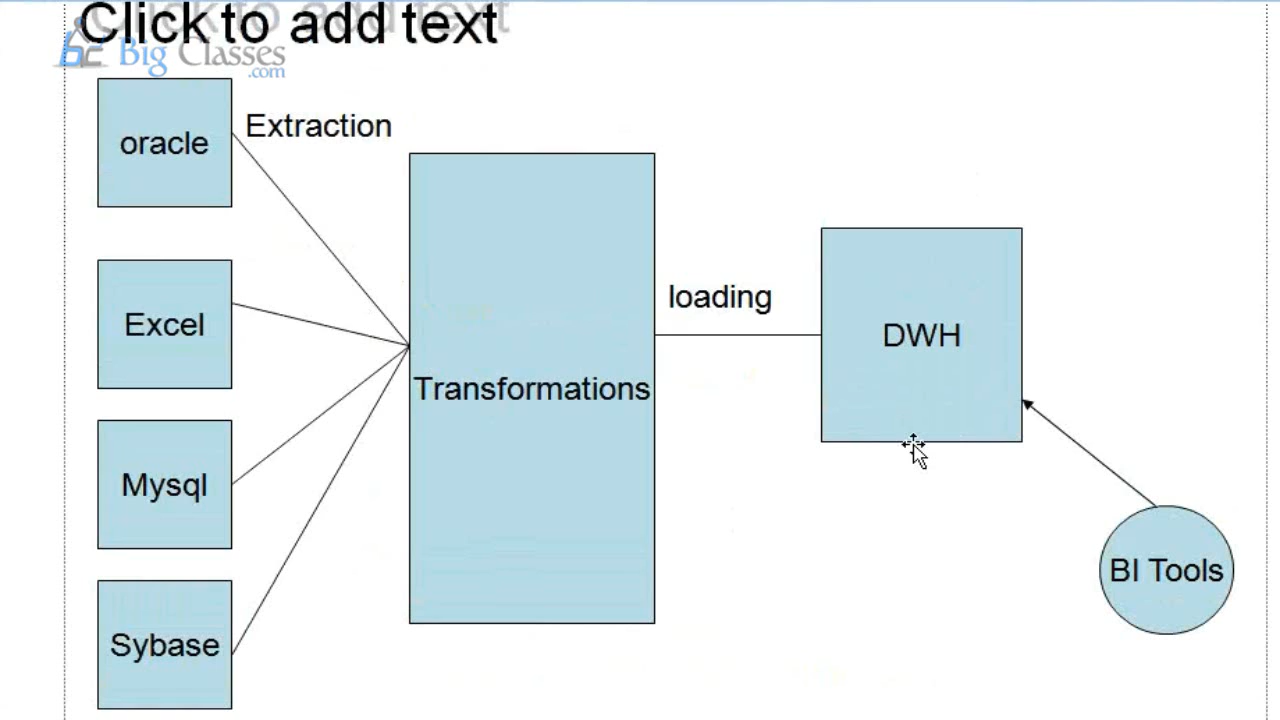 Click to add text
Big Classes
.com
oracle
Extraction
Excel
Transformations
loading
DWH
Mysql
Sybase
BI Tools